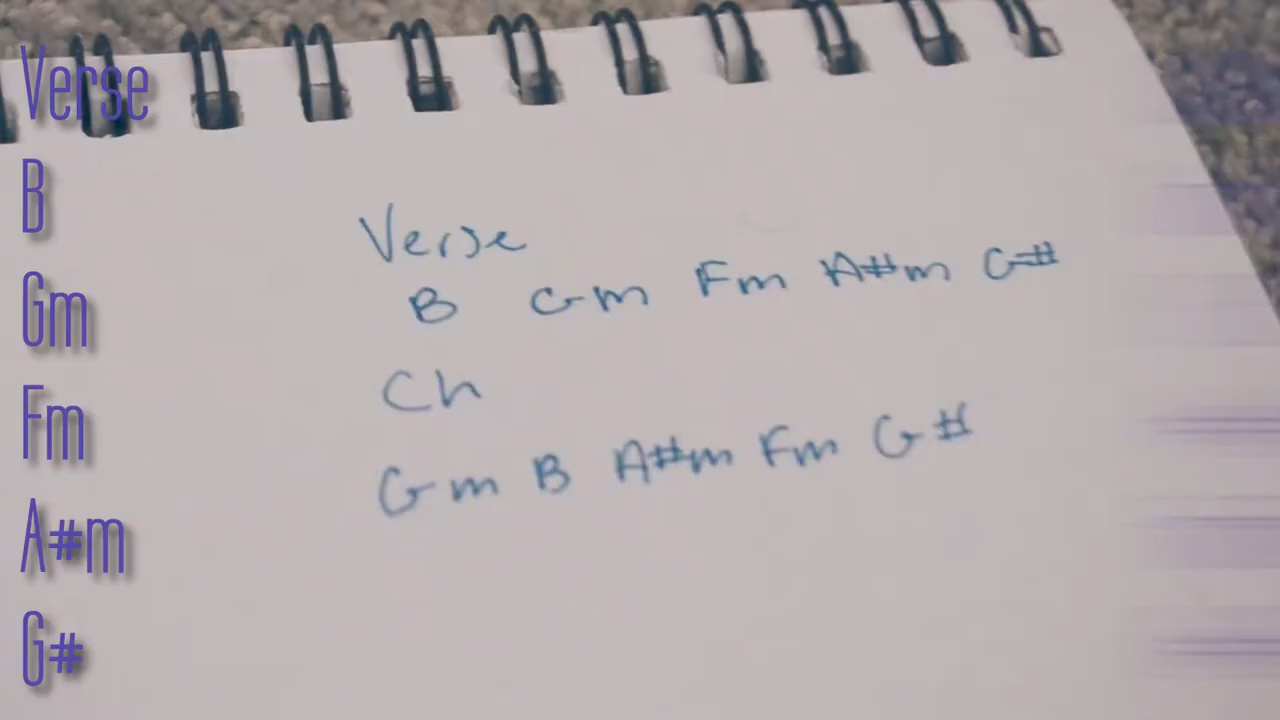 Verse
B
Gm
Fm
A#m
G#
Verse
B Gm Fm A#m G#
Ch
Gm B A#m Fm G#